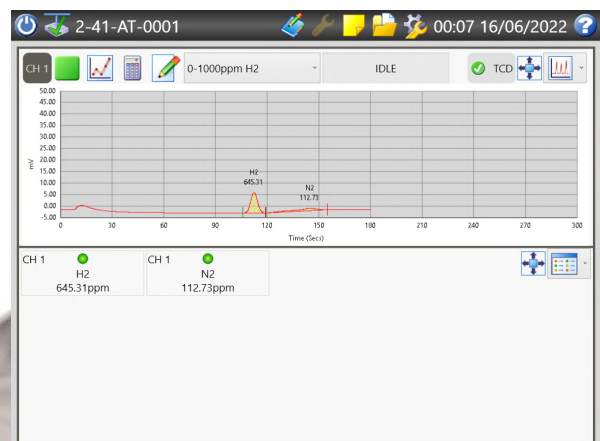 2-41-AT-0001 00:07 16/06/2022 ?
CH 1 0-1000ppm H2 IDLE TCD
50.00
45.00
40.00
35.00
30.00
25.00
20.00
15.00
10.00
5.00
0.00
-5.00
mV
H2
645.31
N2
112.73
0 30 60 90 120 150 180 210 240 270 300
Time (Secs)
CH 1 CH 1
H2 N2
645.31ppm 112.73ppm